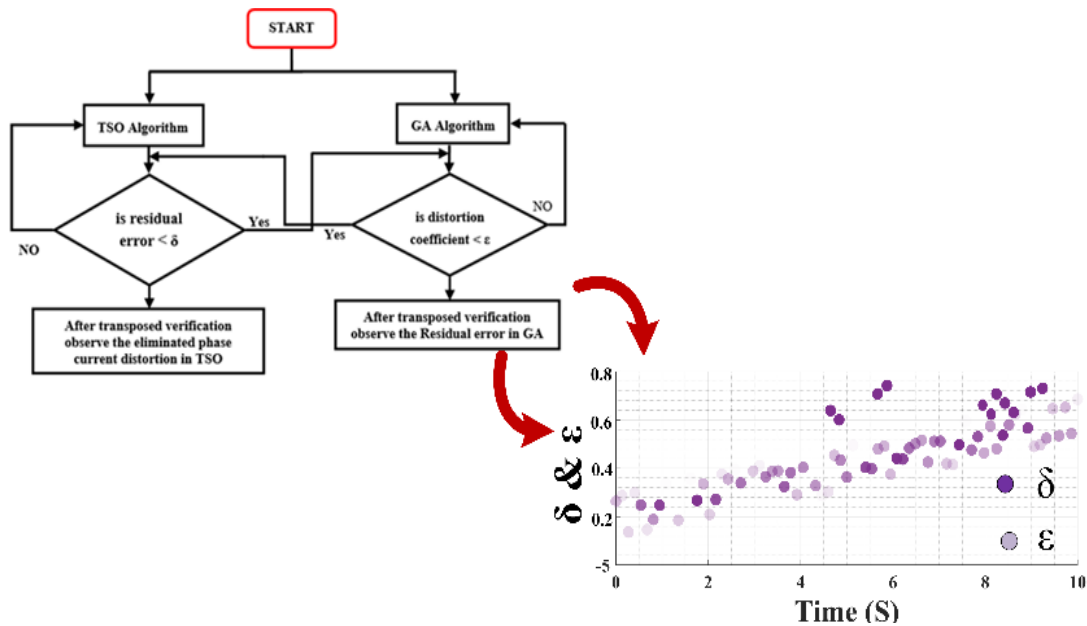 START
TSO Algorithm
GA Algorithm
is residual
error < δ
Yes
NO
is distortion
coefficient < ε
Yes
NO
After transposed verification
observe the eliminated phase
current distortion in TSO
After transposed verification
observe the Residual error in GA
δ & ε
0.8
0.6
0.4
0.2
-5
0
2
4
6
8
10
Time (S)
δ
ε